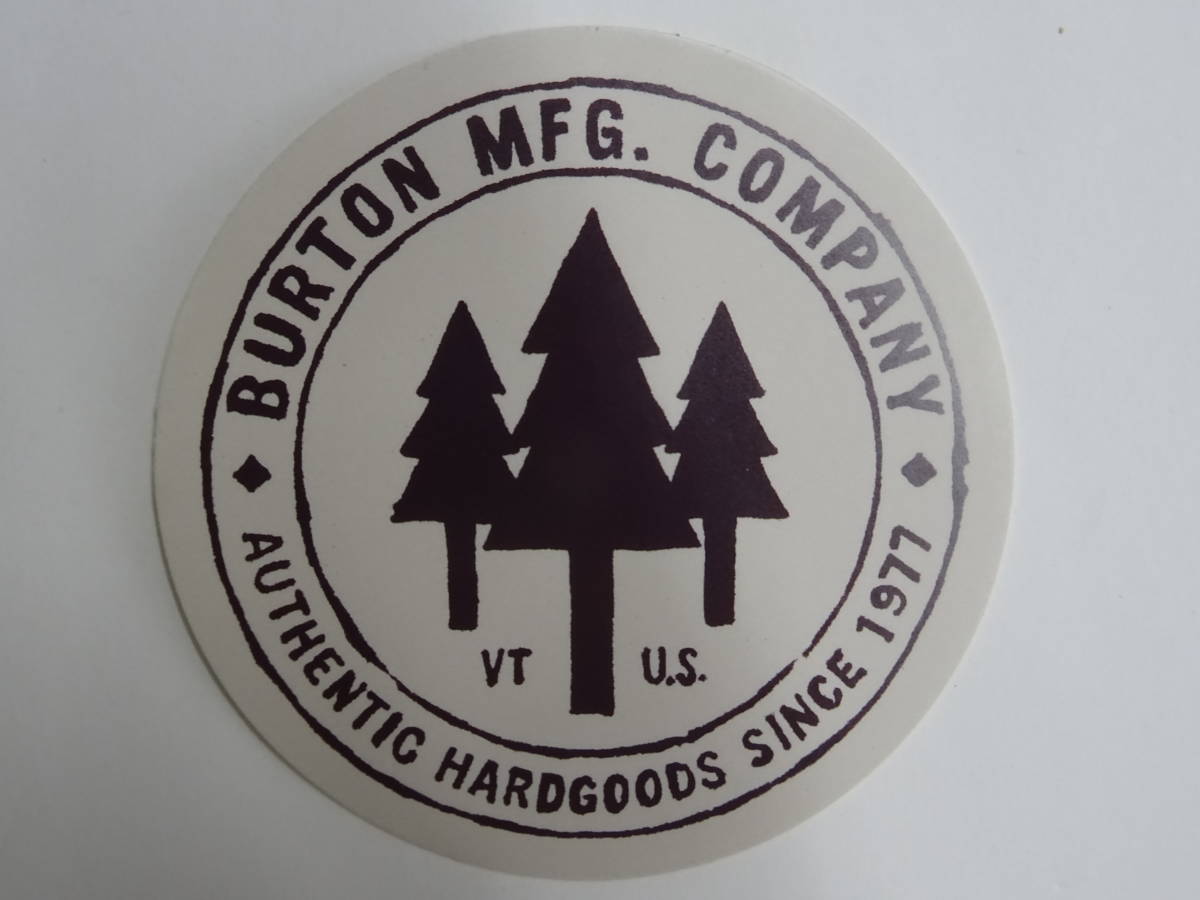 BURTON MFG. COMPANY
VT U.S.
AUTHENTIC HARDGOODS SINCE 1977